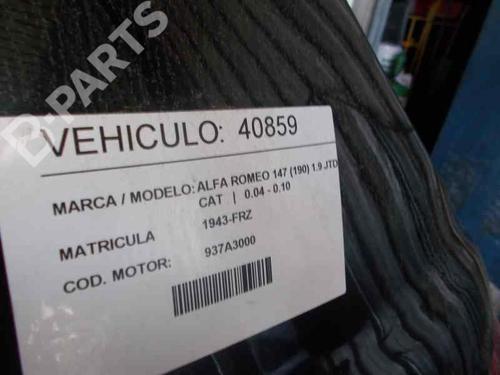 B-PARTS
VEHICULO: 40859
MARCA / MODELO: ALFA ROMEO 147 (190) 1.9 JTD
CAT | 0.04 - 0.10
MATRICULA 1943-FRZ
COD. MOTOR: 937A3000